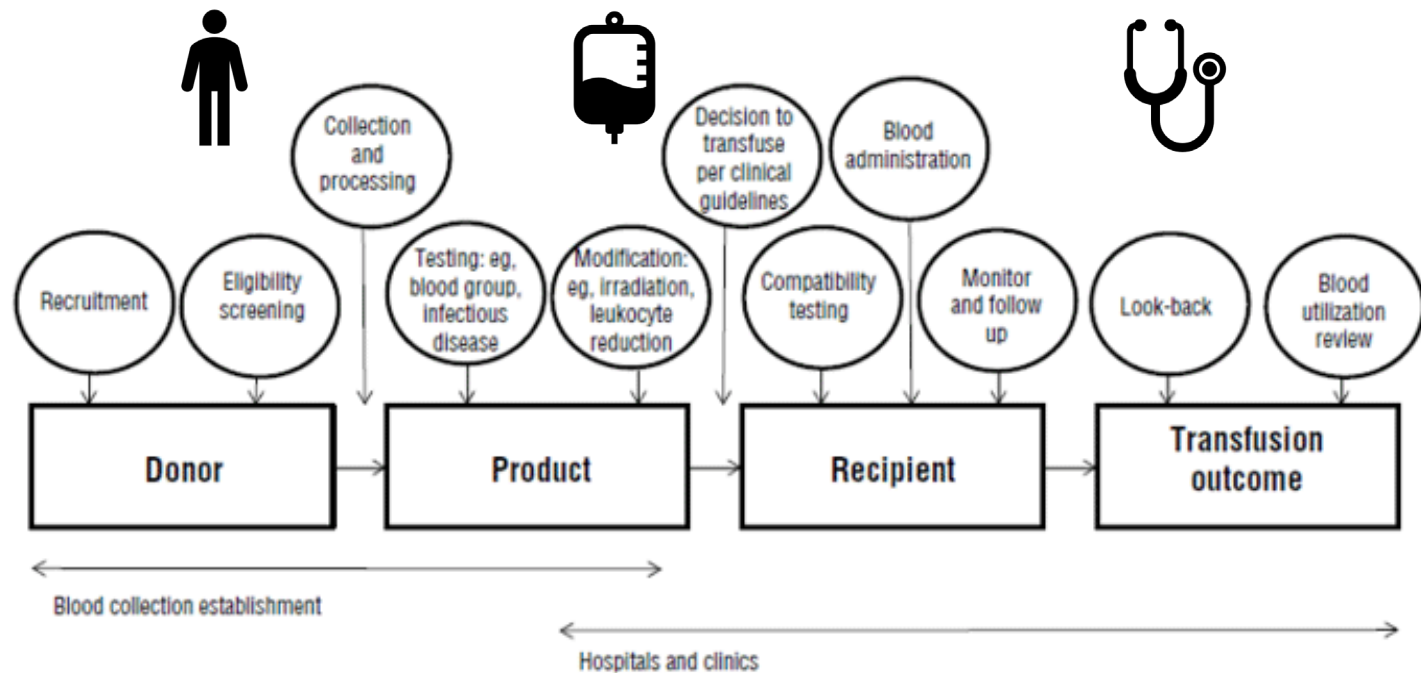 Collection
and
processing
Decision to
transfuse
per clinical
guidelines
Blood
administration
Recruitment
Eligibility
screening
Testing: eg,
blood group,
infectious
disease
Modification:
eg, irradiation,
leukocyte
reduction
Compatibility
testing
Monitor
and follow
up
Look-back
Blood
utilization
review
Donor
Product
Recipient
Transfusion
outcome
Blood collection establishment
Hospitals and clinics